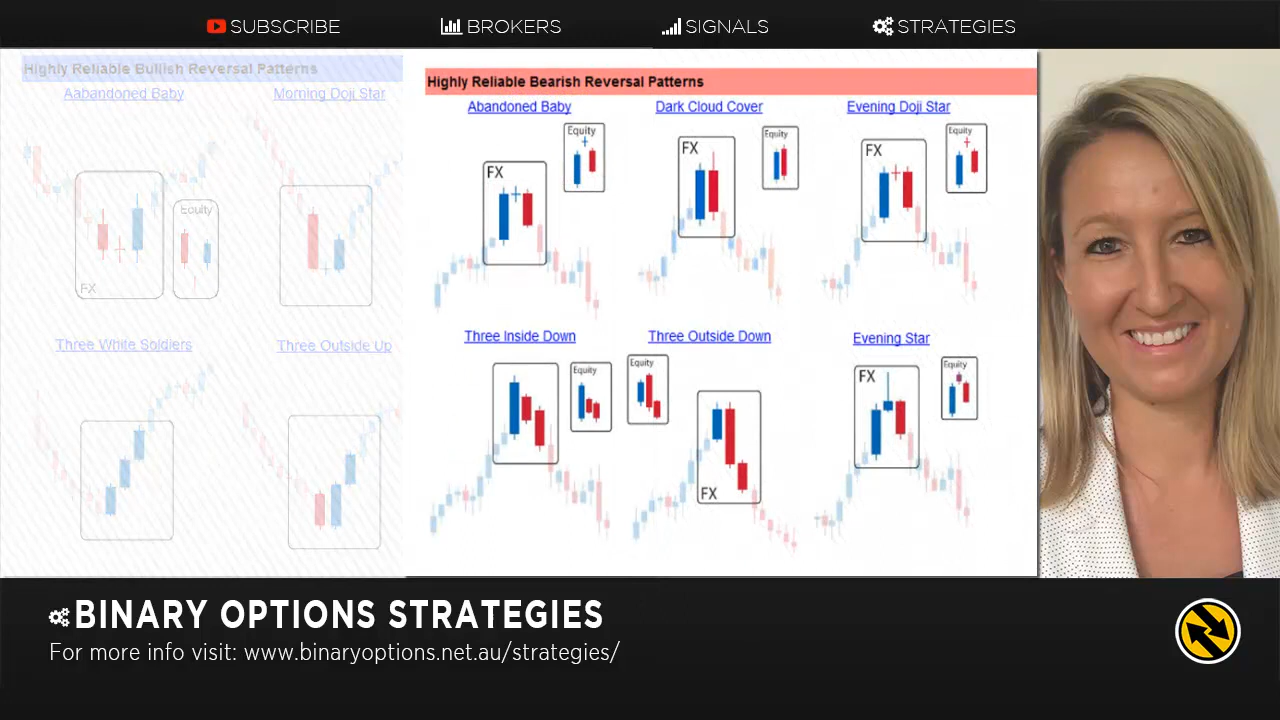 SUBSCRIBE
BROKERS
SIGNALS
STRATEGIES
Highly Reliable Bullish Reversal Patterns
Aabandoned Baby
Morning Doji Star
Equity
FX
Three White Soldiers
Three Outside Up
Highly Reliable Bearish Reversal Patterns
Abandoned Baby
Dark Cloud Cover
Evening Doji Star
Equity
FX
Equity
FX
Equity
FX
Three Inside Down
Three Outside Down
Evening Star
Equity
Equity
FX
Equity
FX
BINARY OPTIONS STRATEGIES
For more info visit: www.binaryoptions.net.au/strategies/